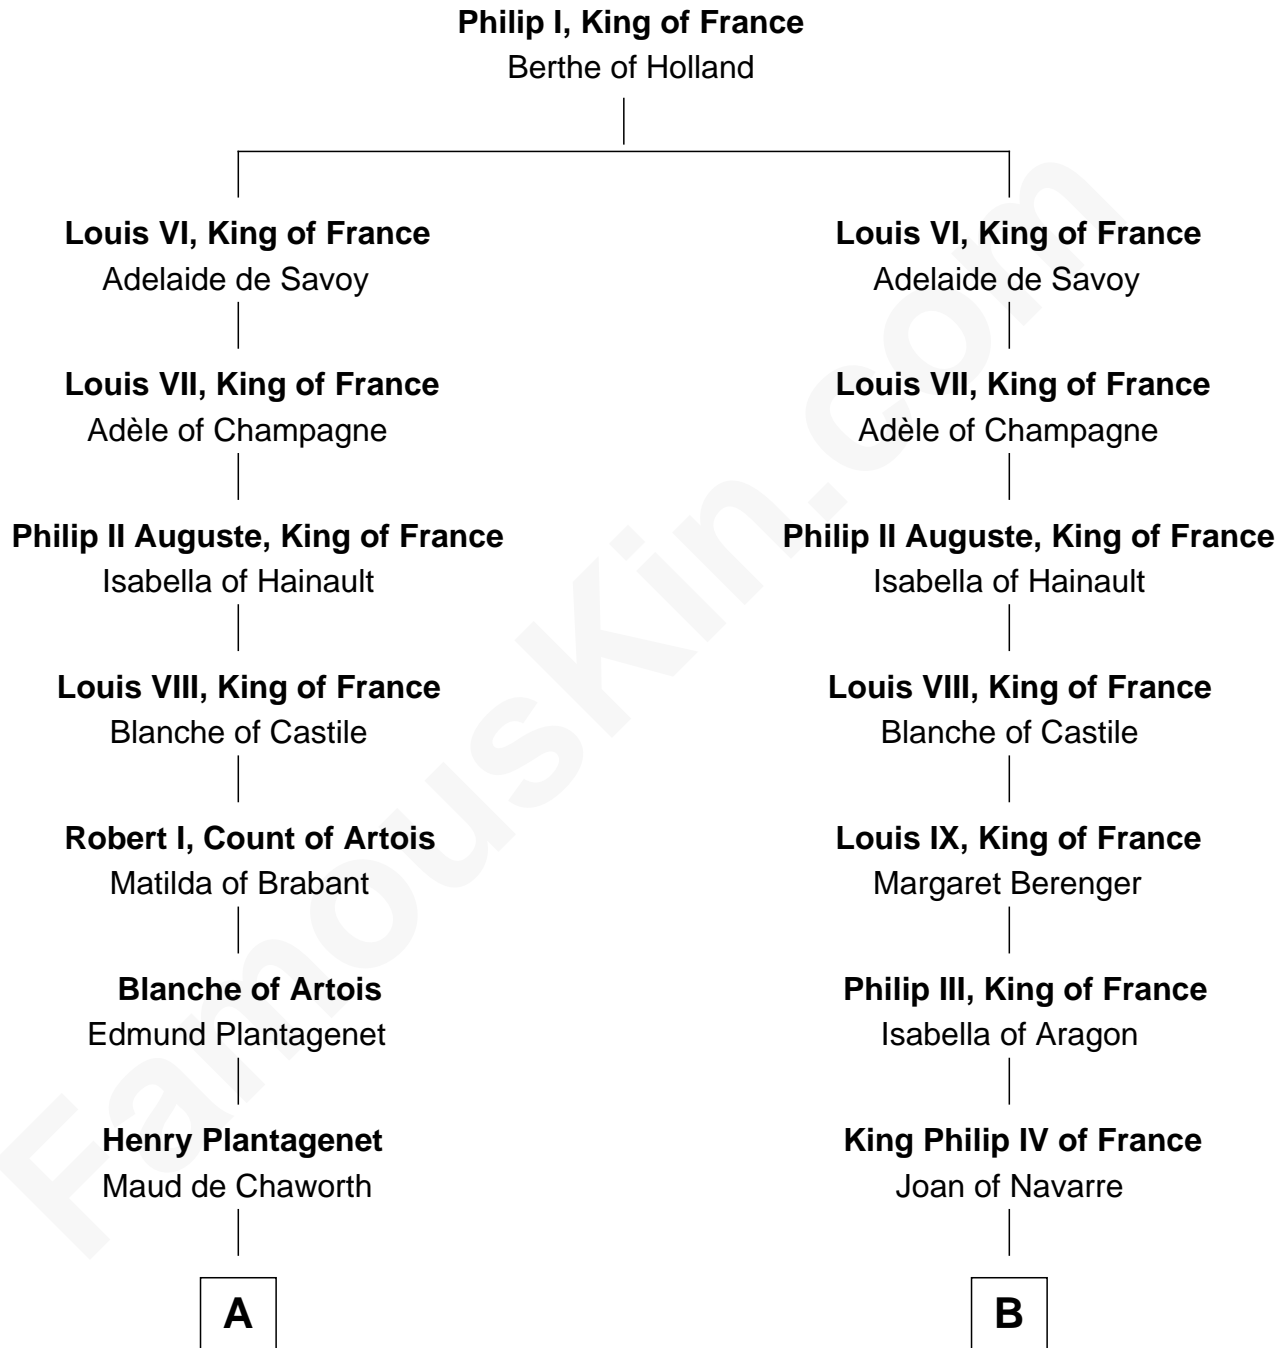 Philip I, King of France
Berthe of Holland
Louis VI, King of France
Adelaide de Savoy
Louis VI, King of France
Adelaide de Savoy
Louis VII, King of France
Adèle of Champagne
Louis VII, King of France
Adèle of Champagne
Philip II Auguste, King of France
Isabella of Hainault
Philip II Auguste, King of France
Isabella of Hainault
Louis VIII, King of France
Blanche of Castile
Louis VIII, King of France
Blanche of Castile
Robert I, Count of Artois
Matilda of Brabant
Louis IX, King of France
Margaret Berenger
Blanche of Artois
Edmund Plantagenet
Philip III, King of France
Isabella of Aragon
Henry Plantagenet
Maud de Chaworth
King Philip IV of France
Joan of Navarre
A
B
FamousKin.com